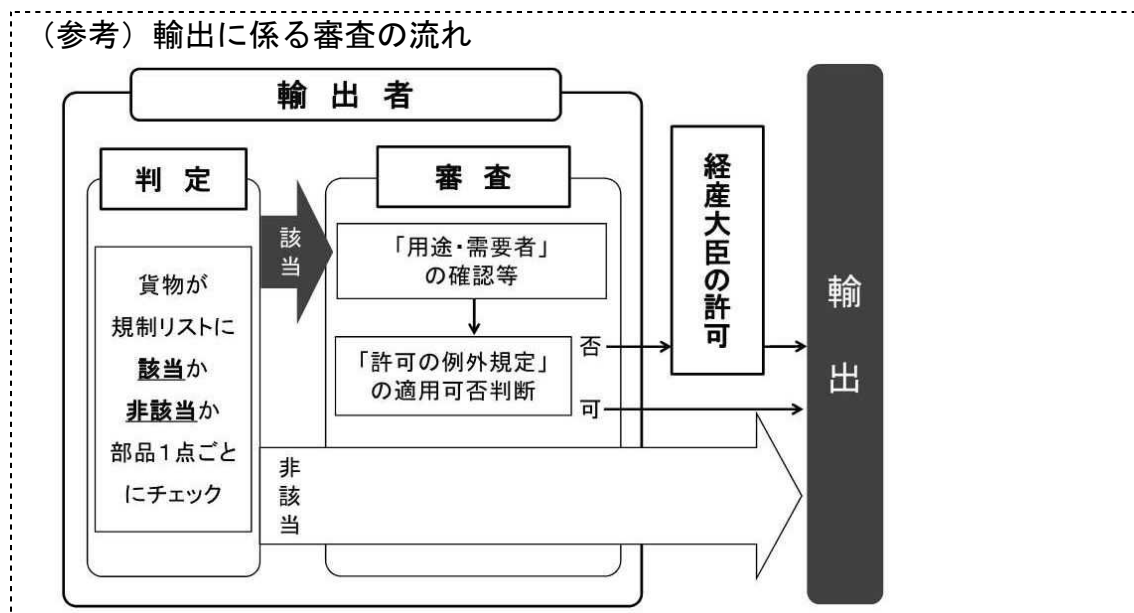 （参考）輸出に係る審査の流れ
輸出者
判定
貨物が
規制リストに
該当か
非該当か
部品１点ごと
にチェック
該当
審査
「用途・需要者」
の確認等
「許可の例外規定」
の適用可否判断
否
可
非該当
経産大臣の許可
輸出